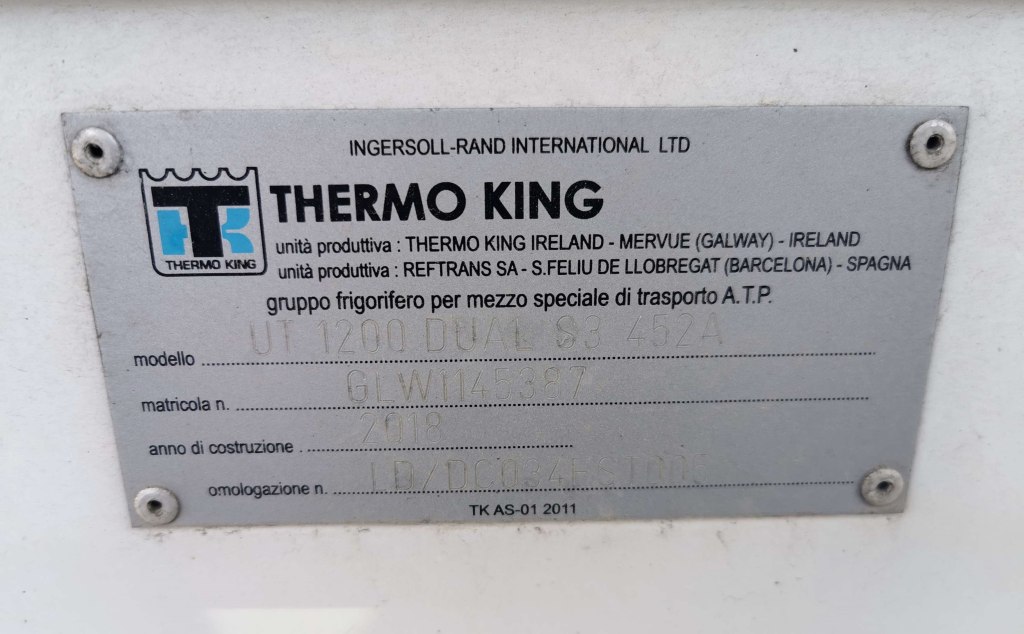 INGERSOLL-RAND INTERNATIONAL LTD
THERMO KING
THERMO KING
unità produttiva : THERMO KING IRELAND - MERVUE (GALWAY) - IRELAND
unità produttiva : REFTRANS SA - S.FELIU DE LLOBREGAT (BARCELONA) - SPAGNA
gruppo frigorifero per mezzo speciale di trasporto A.T.P.
modello UT 1200 DUAL 452A
matricola n. GLW1145387
anno di costruzione 2018
omologazione n.
TK AS-01 2011